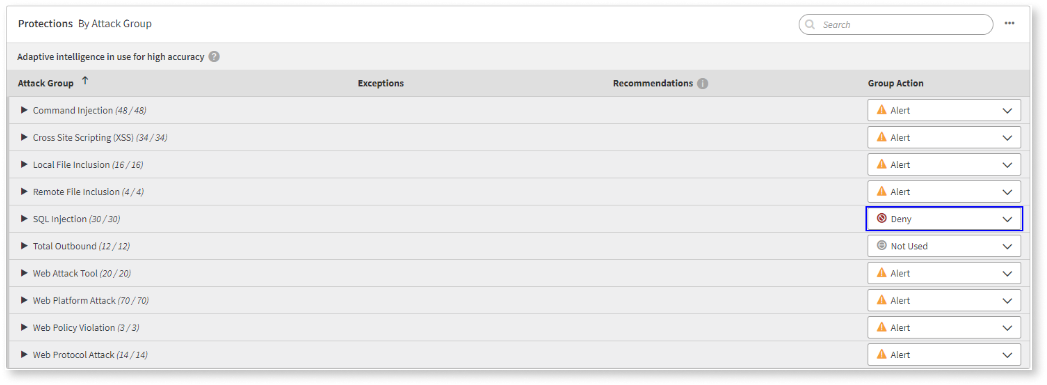 Protections By Attack Group
Search
Adaptive intelligence in use for high accuracy ?
Attack Group Exceptions Recommendations i Group Action
Command Injection (48 / 48) Alert
Cross Site Scripting (XSS) (34 / 34) Alert
Local File Inclusion (16 / 16) Alert
Remote File Inclusion (4 / 4) Alert
SQL Injection (30 / 30) Deny
Total Outbound (12 / 12) Not Used
Web Attack Tool (20 / 20) Alert
Web Platform Attack (70 / 70) Alert
Web Policy Violation (3 / 3) Alert
Web Protocol Attack (14 / 14) Alert